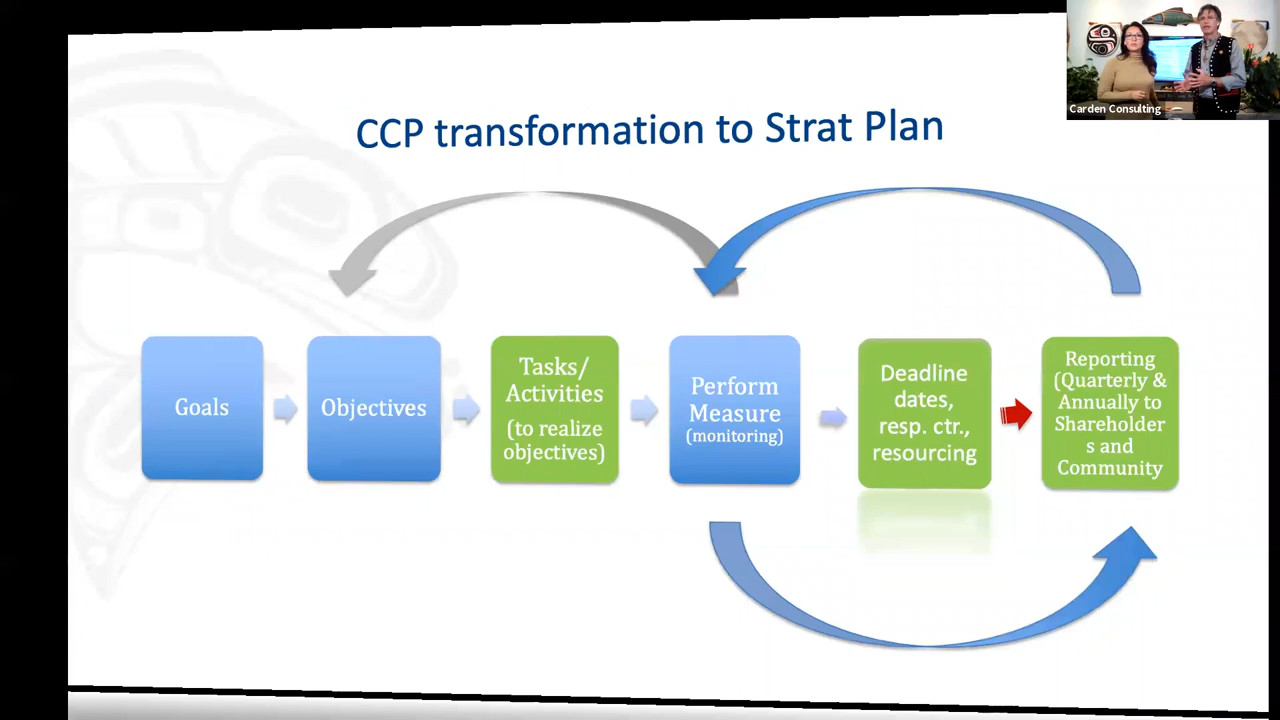 Carden Consulting
CCP transformation to Strat Plan
Goals
Objectives
Tasks/
Activities
(to realize
objectives)
Perform
Measure
(monitoring)
Deadline
dates,
resp. ctr.,
resourcing
Reporting
(Quarterly &
Annually to
Shareholder
s and
Community